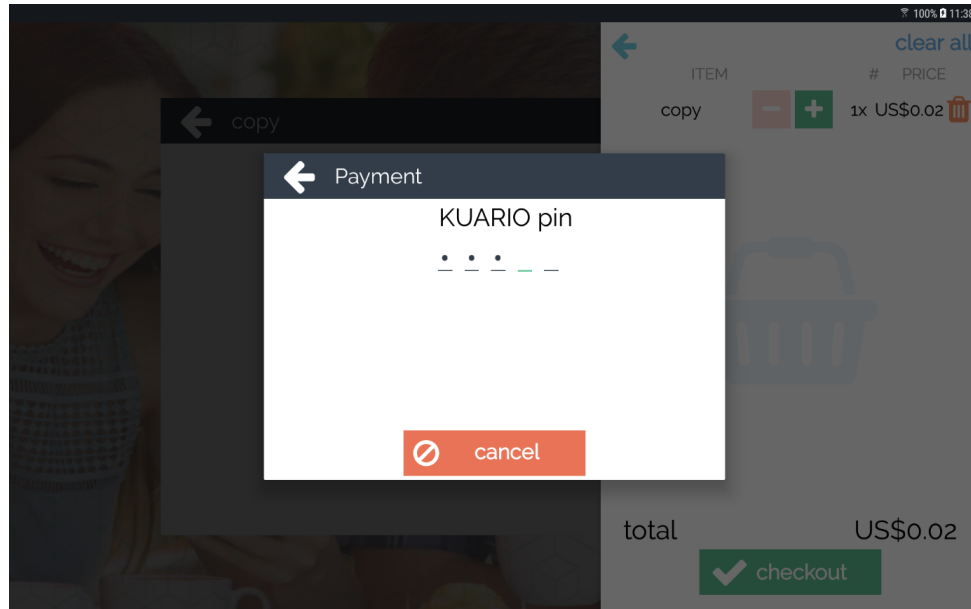 100% 11:38
clear all
ITEM # PRICE
copy 1x US$0.02
copy
Payment
KUARIO pin
cancel
total US$0.02
checkout